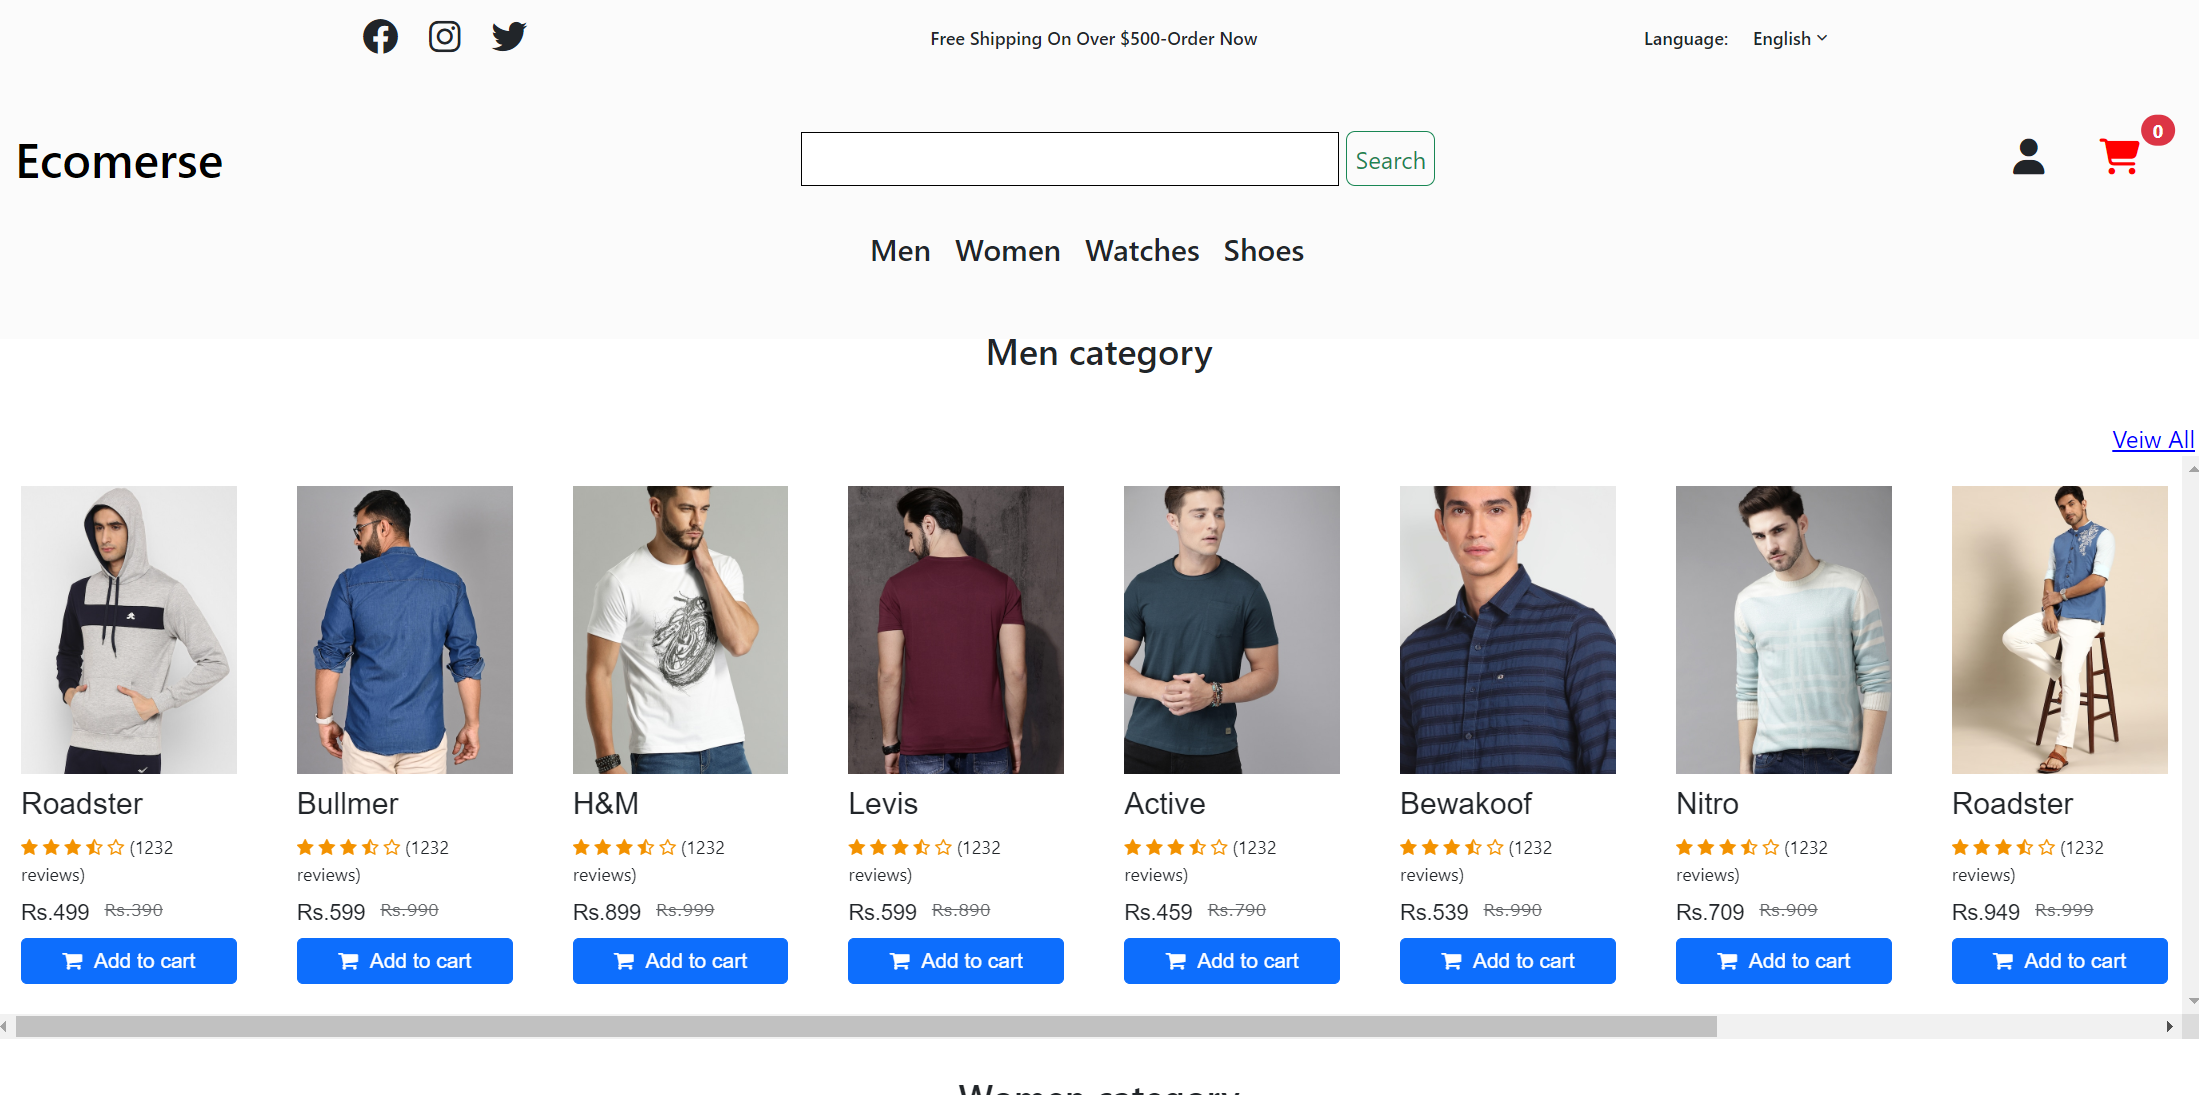 Free Shipping On Over $500-Order Now
Language: English
Ecomerse
Search
0
Men Women Watches Shoes
Men category
Veiw All
Roadster
(1232
reviews)
Rs.499 Rs.390
Add to cart
Bullmer
(1232
reviews)
Rs.599 Rs.990
Add to cart
H&M
(1232
reviews)
Rs.899 Rs.999
Add to cart
Levis
(1232
reviews)
Rs.599 Rs.890
Add to cart
Active
(1232
reviews)
Rs.459 Rs.790
Add to cart
Bewakoof
(1232
reviews)
Rs.539 Rs.990
Add to cart
Nitro
(1232
reviews)
Rs.709 Rs.909
Add to cart
Roadster
(1232
reviews)
Rs.949 Rs.999
Add to cart
Women category